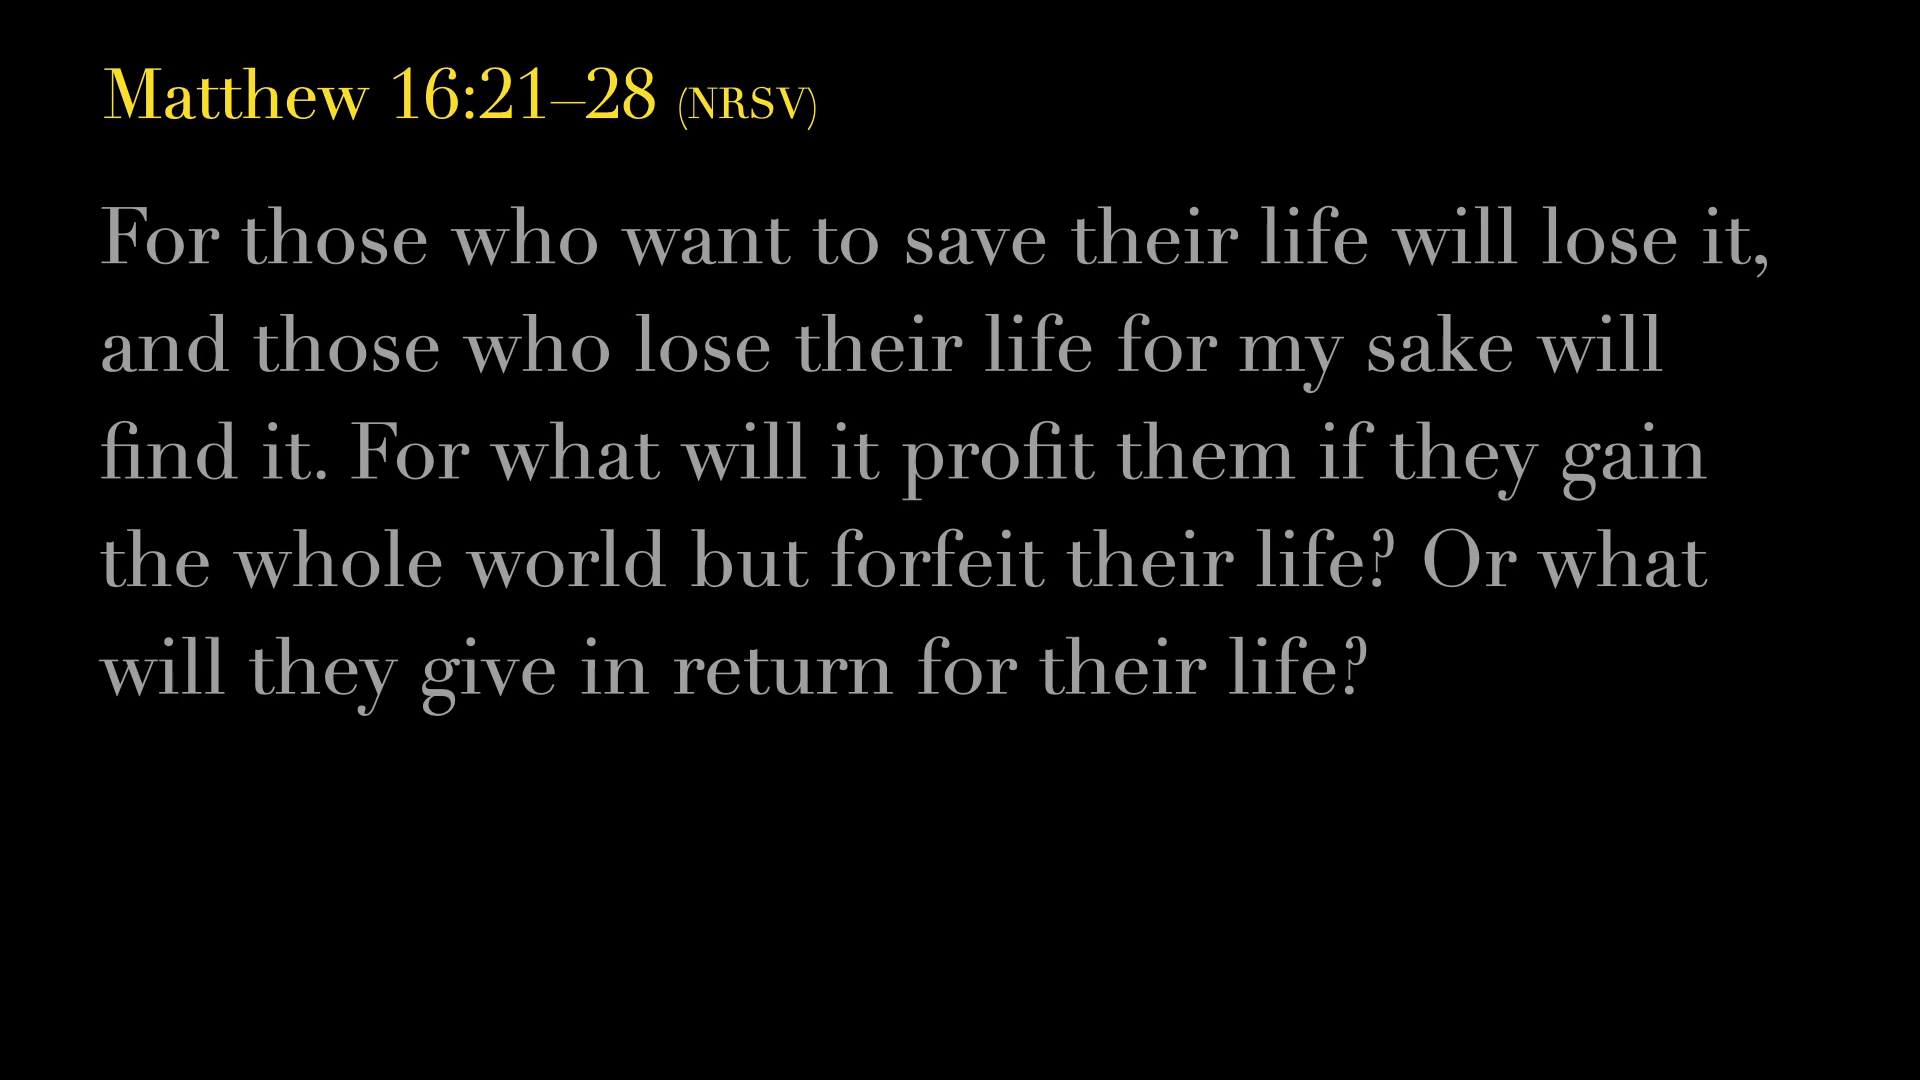 Matthew 16:21–28 (NRSV)
For those who want to save their life will lose it,
and those who lose their life for my sake will
find it. For what will it profit them if they gain
the whole world but forfeit their life? Or what
will they give in return for their life?